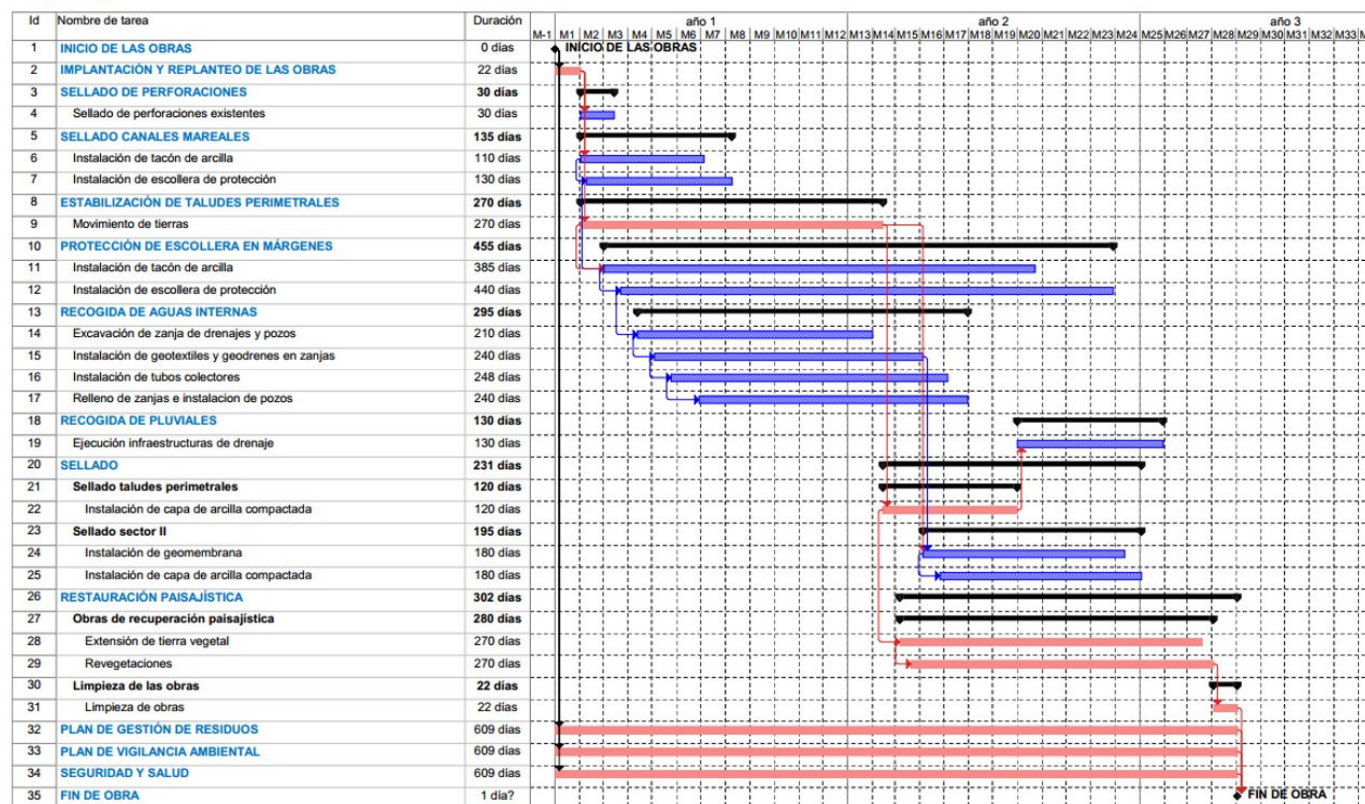 Id Nombre de tarea Duración año 1 año 2 año 3
M-1 M1 M2 M3 M4 M5 M6 M7 M8 M9 M10 M11 M12 M13 M14 M15 M16 M17 M18 M19 M20 M21 M22 M23 M24 M25 M26 M27 M28 M29 M30 M31 M32 M33
1 INICIO DE LAS OBRAS 0 días INICIO DE LAS OBRAS
2 IMPLANTACIÓN Y REPLANTEO DE LAS OBRAS 22 días
3 SELLADO DE PERFORACIONES 30 días
4 Sellado de perforaciones existentes 30 días
5 SELLADO CANALES MAREALES 135 días
6 Instalación de tacón de arcilla 110 días
7 Instalación de escollera de protección 130 días
8 ESTABILIZACIÓN DE TALUDES PERIMETRALES 270 días
9 Movimiento de tierras 270 días
10 PROTECCIÓN DE ESCOLLERA EN MÁRGENES 455 días
11 Instalación de tacón de arcilla 385 días
12 Instalación de escollera de protección 440 días
13 RECOGIDA DE AGUAS INTERNAS 295 días
14 Excavación de zanja de drenajes y pozos 210 días
15 Instalación de geotextiles y geodrenes en zanjas 240 días
16 Instalación de tubos colectores 248 días
17 Relleno de zanjas e instalacion de pozos 240 días
18 RECOGIDA DE PLUVIALES 130 días
19 Ejecución infraestructuras de drenaje 130 días
20 SELLADO 231 días
21 Sellado taludes perimetrales 120 días
22 Instalación de capa de arcilla compactada 120 días
23 Sellado sector II 195 días
24 Instalación de geomembrana 180 días
25 Instalación de capa de arcilla compactada 180 días
26 RESTAURACIÓN PAISAJÍSTICA 302 días
27 Obras de recuperación paisajística 280 días
28 Extensión de tierra vegetal 270 días
29 Revegetaciones 270 días
30 Limpieza de las obras 22 días
31 Limpieza de obras 22 días
32 PLAN DE GESTIÓN DE RESIDUOS 609 días
33 PLAN DE VIGILANCIA AMBIENTAL 609 días
34 SEGURIDAD Y SALUD 609 días
35 FIN DE OBRA 1 día? FIN DE OBRA